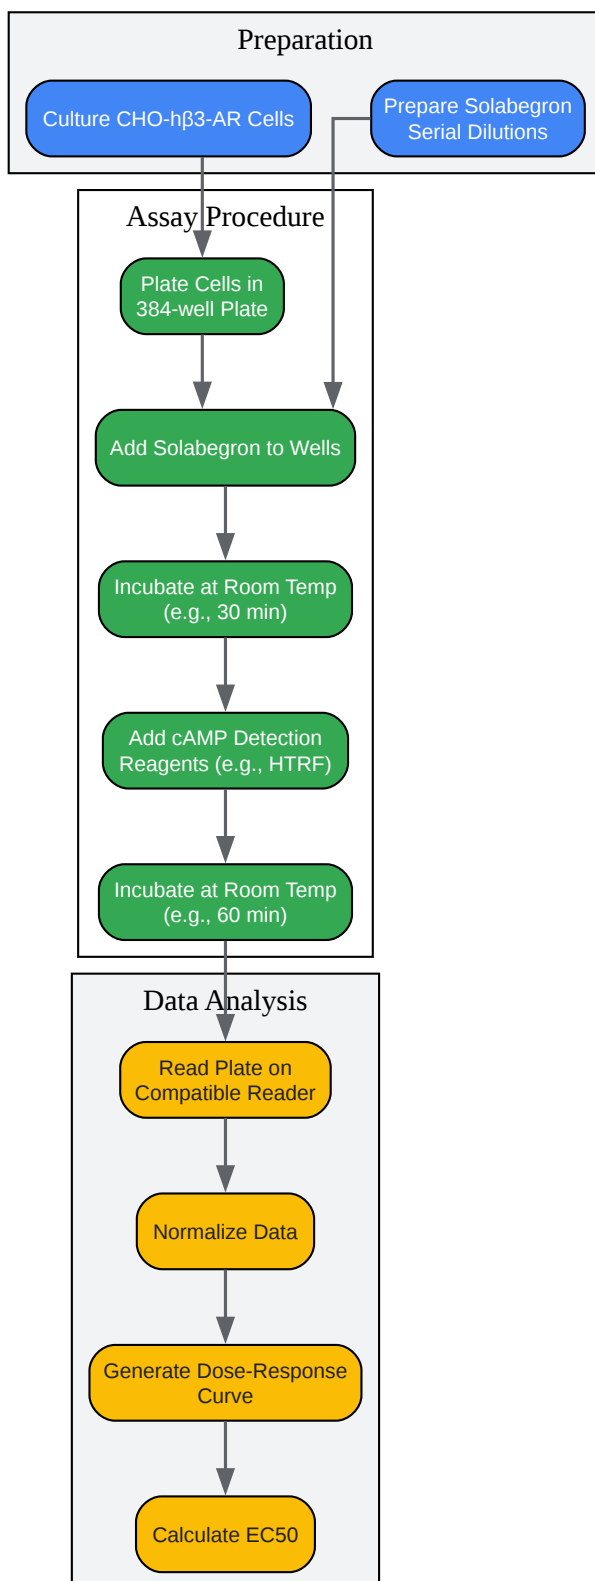 Preparation
Culture CHO-hβ3-AR Cells
Prepare Solabegron
Serial Dilutions
Assay Procedure
Plate Cells in
384-well Plate
Add Solabegron to Wells
Incubate at Room Temp
(e.g., 30 min)
Add cAMP Detection
Reagents (e.g., HTRF)
Incubate at Room Temp
(e.g., 60 min)
Data Analysis
Read Plate on
Compatible Reader
Normalize Data
Generate Dose-Response
Curve
Calculate EC50